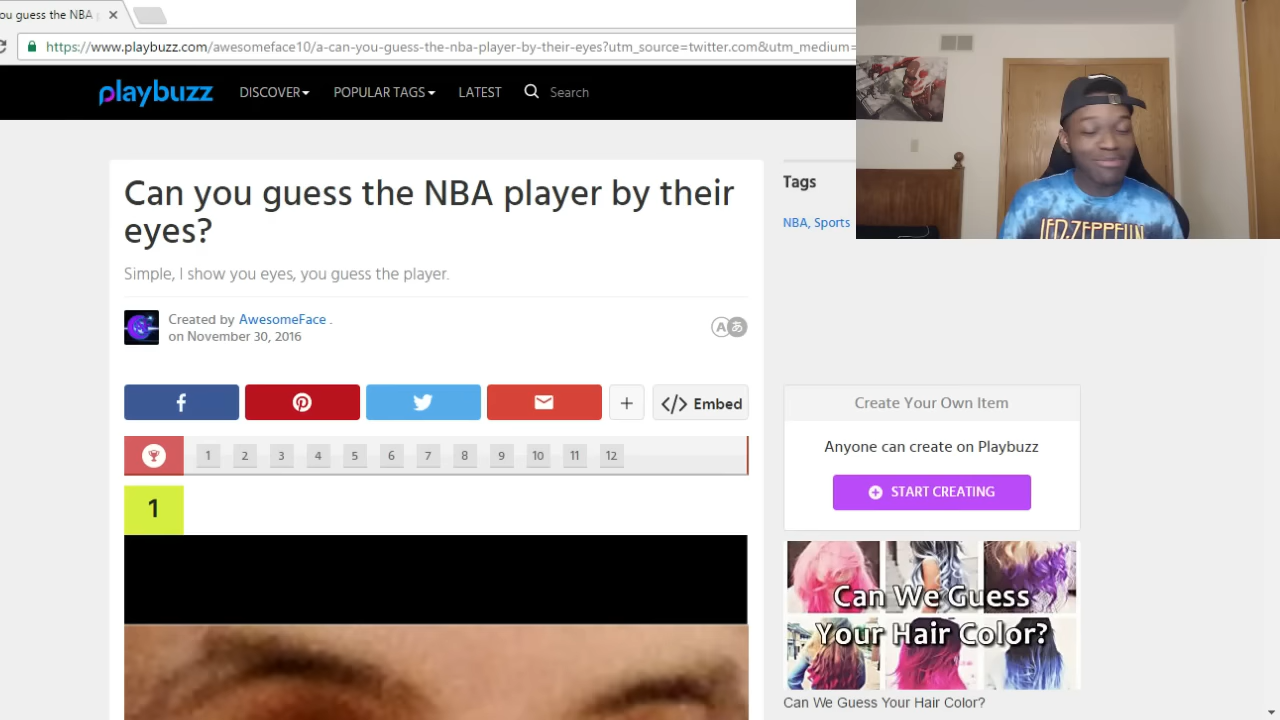 ou guess the NBA
https://www.playbuzz.com/awesomeface10/a-can-you-guess-the-nba-player-by-their-eyes?utm_source=twitter.com&utm_medium=
playbuzz DISCOVER POPULAR TAGS LATEST Search
Can you guess the NBA player by their
eyes?
Simple, I show you eyes, you guess the player.
Created by AwesomeFace .
on November 30, 2016
A あ
f + </> Embed
1 2 3 4 5 6 7 8 9 10 11 12
1
Tags
NBA, Sports
LED ZEPPELIN
Create Your Own Item
Anyone can create on Playbuzz
START CREATING
Can We Guess
Your Hair Color?
Can We Guess Your Hair Color?